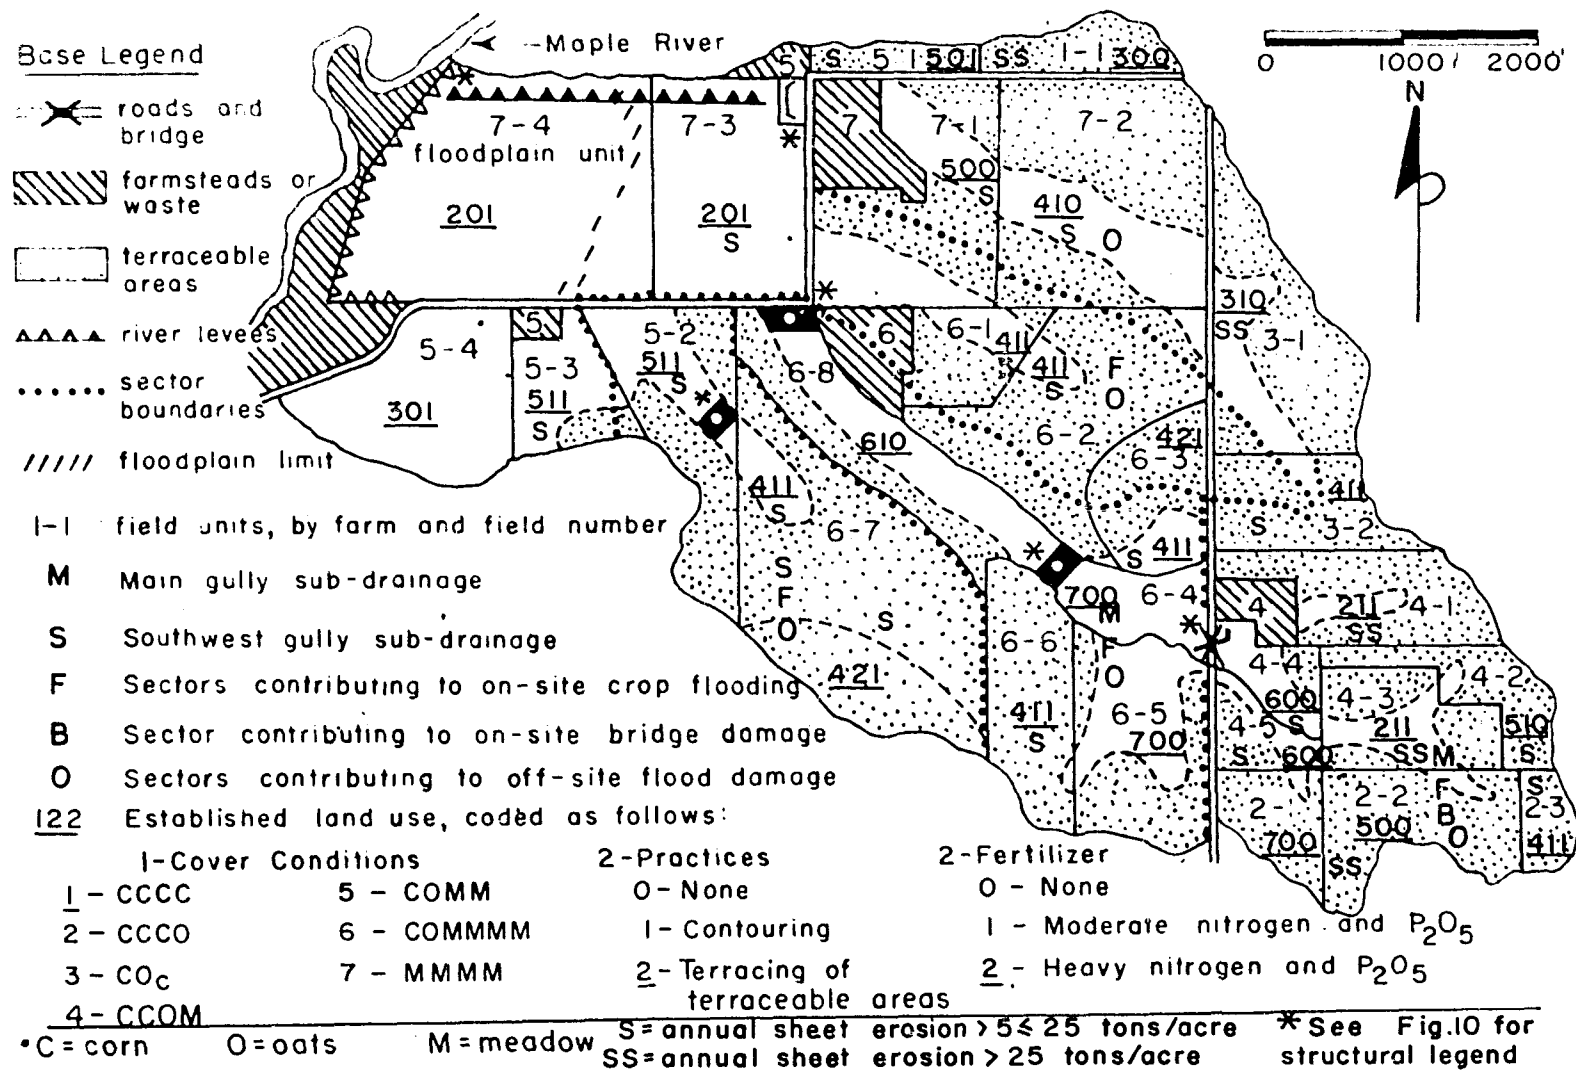 Base Legend
roads and
bridge
farmsteads or
waste
terraceable
areas
river levees
sector
boundaries
floodplain limit
1-1 field units, by farm and field number
M Main gully sub-drainage
S Southwest gully sub-drainage
F Sectors contributing to on-site crop flooding
B Sector contributing to on-site bridge damage
O Sectors contributing to off-site flood damage
122 Established land use, coded as follows:
1-Cover Conditions
1 - CCCC
2 - CCCO
3 - COc
4 - CCOM
5 - COMM
6 - COMMMM
7 - MMMM
2-Practices
0-None
1-Contouring
2-Terracing of
terraceable areas
2-Fertilizer
0 - None
1 - Moderate nitrogen and P2O5
2 - Heavy nitrogen and P2O5
*C=corn O=oats M=meadow
S=annual sheet erosion >5≤25 tons/acre
SS=annual sheet erosion >25 tons/acre
* See Fig.10 for
structural legend
Maple River
0 1000' 2000'
N
5
S 5 1 501 SS 1-1 300
7-4
floodplain unit
201
7-3
201
S
7
7-1
500
S
7-2
410
S O
310
SS
3-1
5-4
301
5
5-3
511
S
5-2
511
S
6-8
610
6
6-1
411
411
S
F
O
6-2
421
6-3
S 411
411
S 3-2
411
S
6-7
S
F
O
S
421
6-6
411
S
700
M
F
O
6-4
6-5
700
4
211
SS
4-1
4-4
600
S
4-5
S
600
4-3
211
SS M
4-2
510
S
2-1
700
2-2
500
SS
F
B
O
S
2-3
411